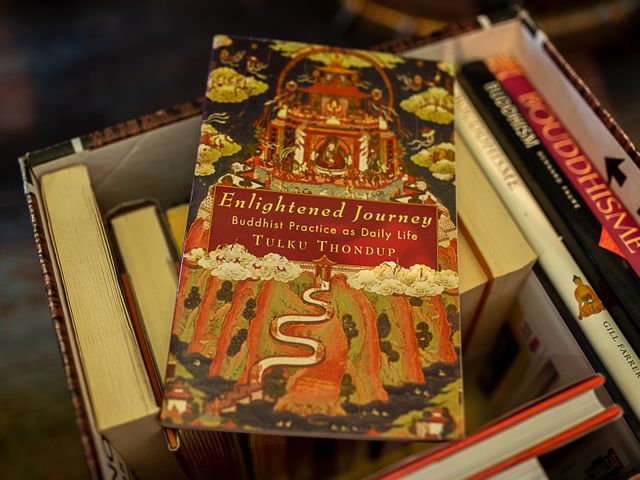 Enlightened Journey
Buddhist Practice as Daily Life
TULKU THONDUP
BOUDDHISME
BUDDHISM
GILL FARRER